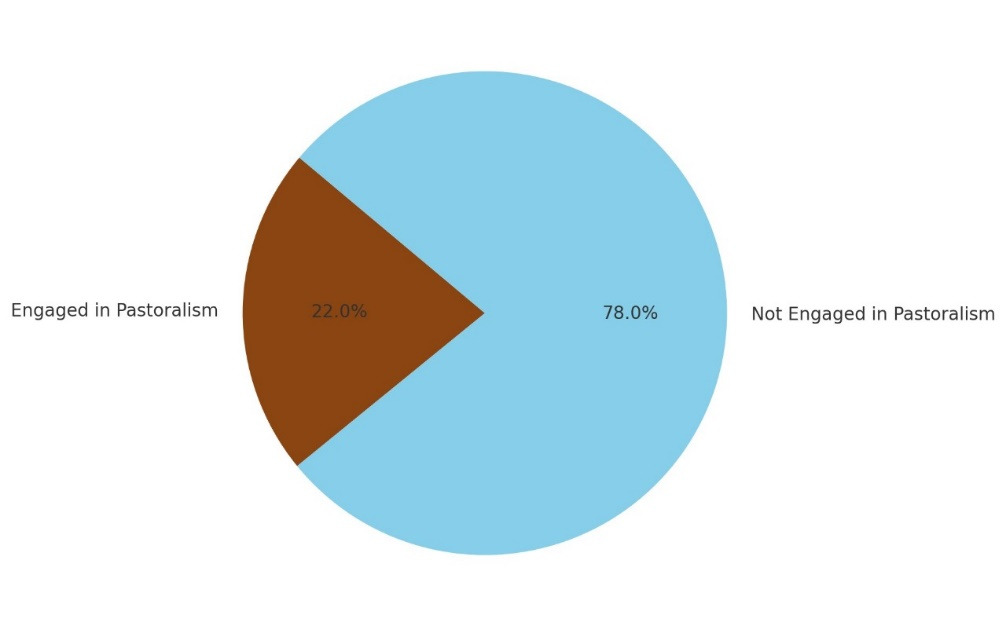 Engaged in Pastoralism
22.0%
78.0%
Not Engaged in Pastoralism